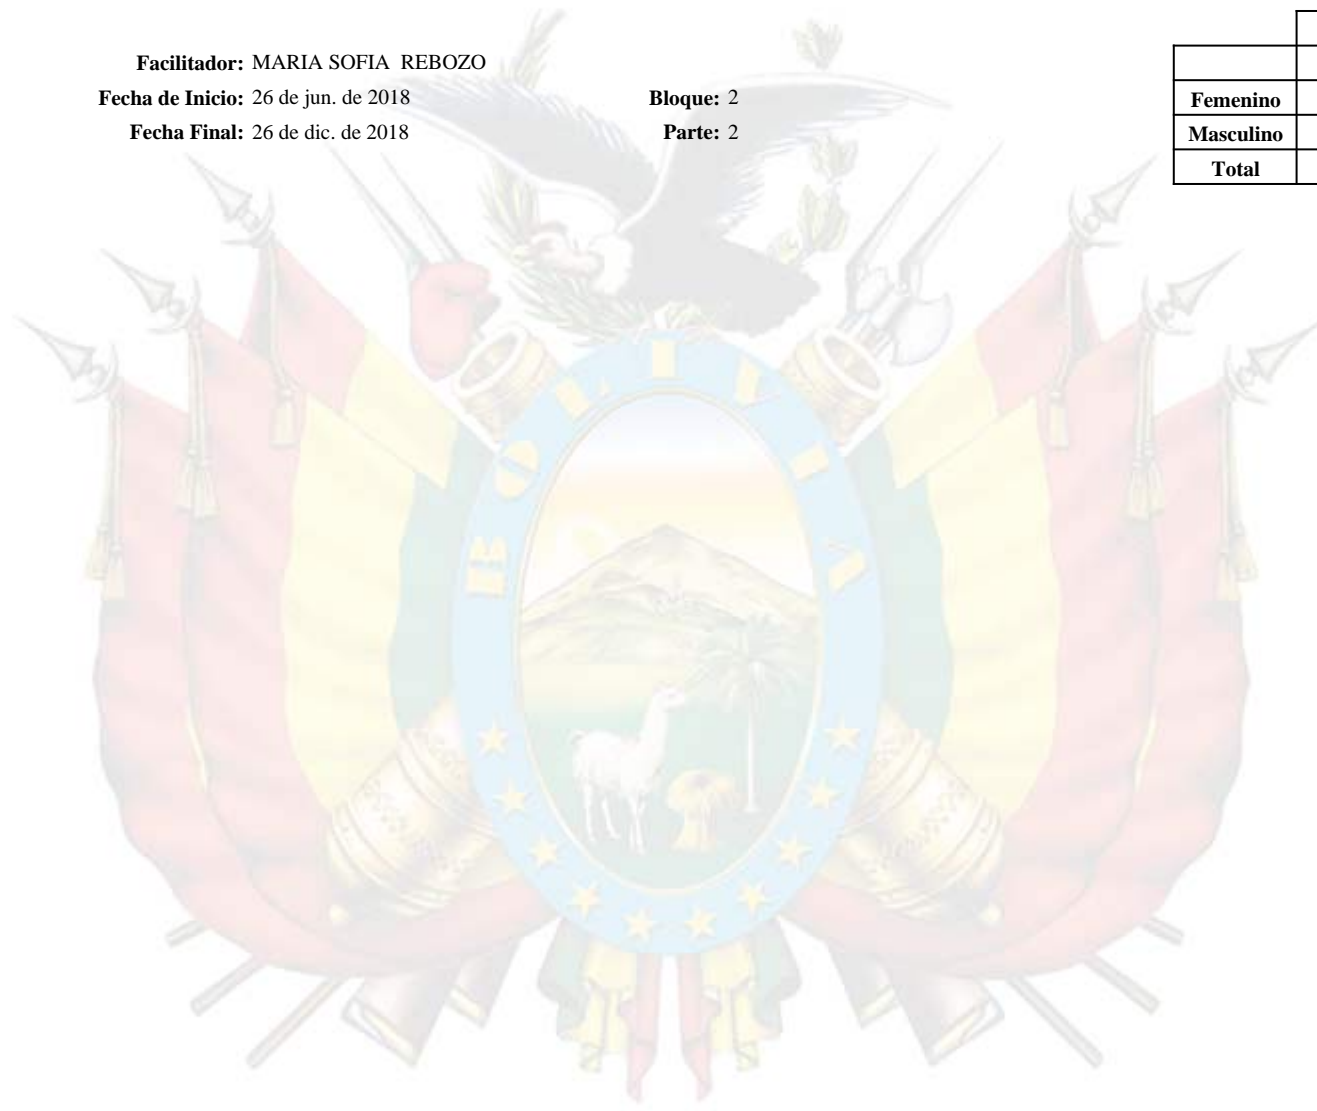 Facilitador: MARIA SOFIA REBOZO
Fecha de Inicio: 26 de jun. de 2018 Bloque: 2
Fecha Final: 26 de dic. de 2018 Parte: 2
Femenino
Masculino
Total
BOLIVIA